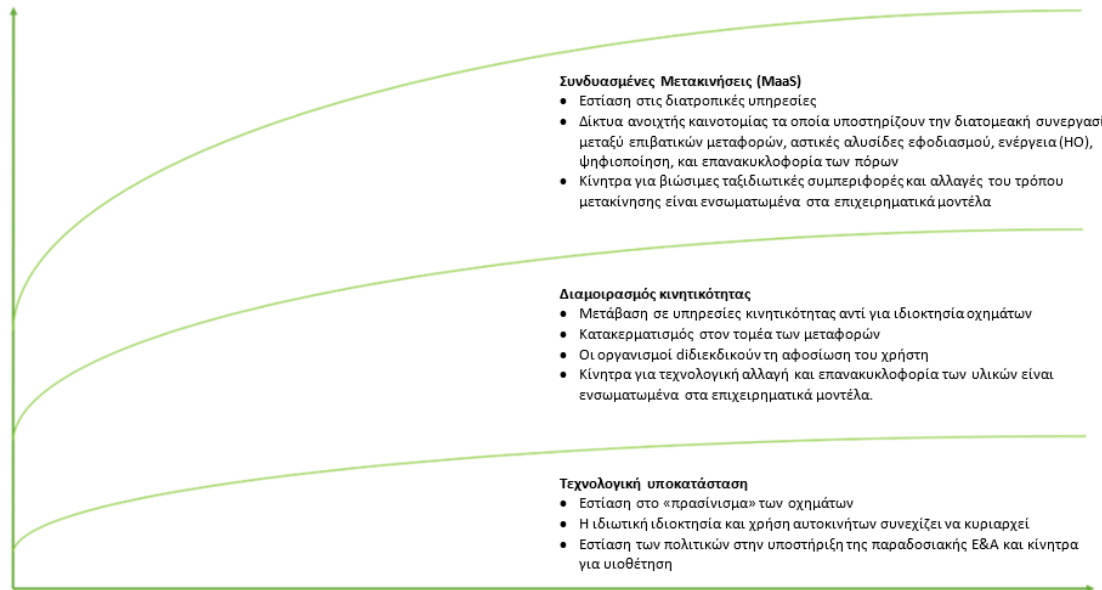 Συνδυασμένες Μετακινήσεις (MaaS)
• Εστίαση στις διατροπικές υπηρεσίες
• Δίκτυα ανοιχτής καινοτομίας τα οποία υποστηρίζουν την διατομεακή συνεργασί
μεταξύ επιβατικών μεταφορών, αστικές αλυσίδες εφοδιασμού, ενέργεια (ΗΟ),
ψηφιοποίηση, και επανακυκλοφορία των πόρων
• Κίνητρα για βιώσιμες ταξιδιωτικές συμπεριφορές και αλλαγές του τρόπου
μετακίνησης είναι ενσωματωμένα στα επιχειρηματικά μοντέλα
Διαμοιρασμός κινητικότητας
• Μετάβαση σε υπηρεσίες κινητικότητας αντί για ιδιοκτησία οχημάτων
• Κατακερματισμός στον τομέα των μεταφορών
• Οι οργανισμοί diδιεκδικούν τη αφοσίωση του χρήστη
• Κίνητρα για τεχνολογική αλλαγή και επανακυκλοφορία των υλικών είναι
ενσωματωμένα στα επιχειρηματικά μοντέλα.
Τεχνολογική υποκατάσταση
• Εστίαση στο «πρασίνισμα» των οχημάτων
• Η ιδιωτική ιδιοκτησία και χρήση αυτοκινήτων συνεχίζει να κυριαρχεί
• Εστίαση των πολιτικών στην υποστήριξη της παραδοσιακής Ε&Α και κίνητρα
για υιοθέτηση